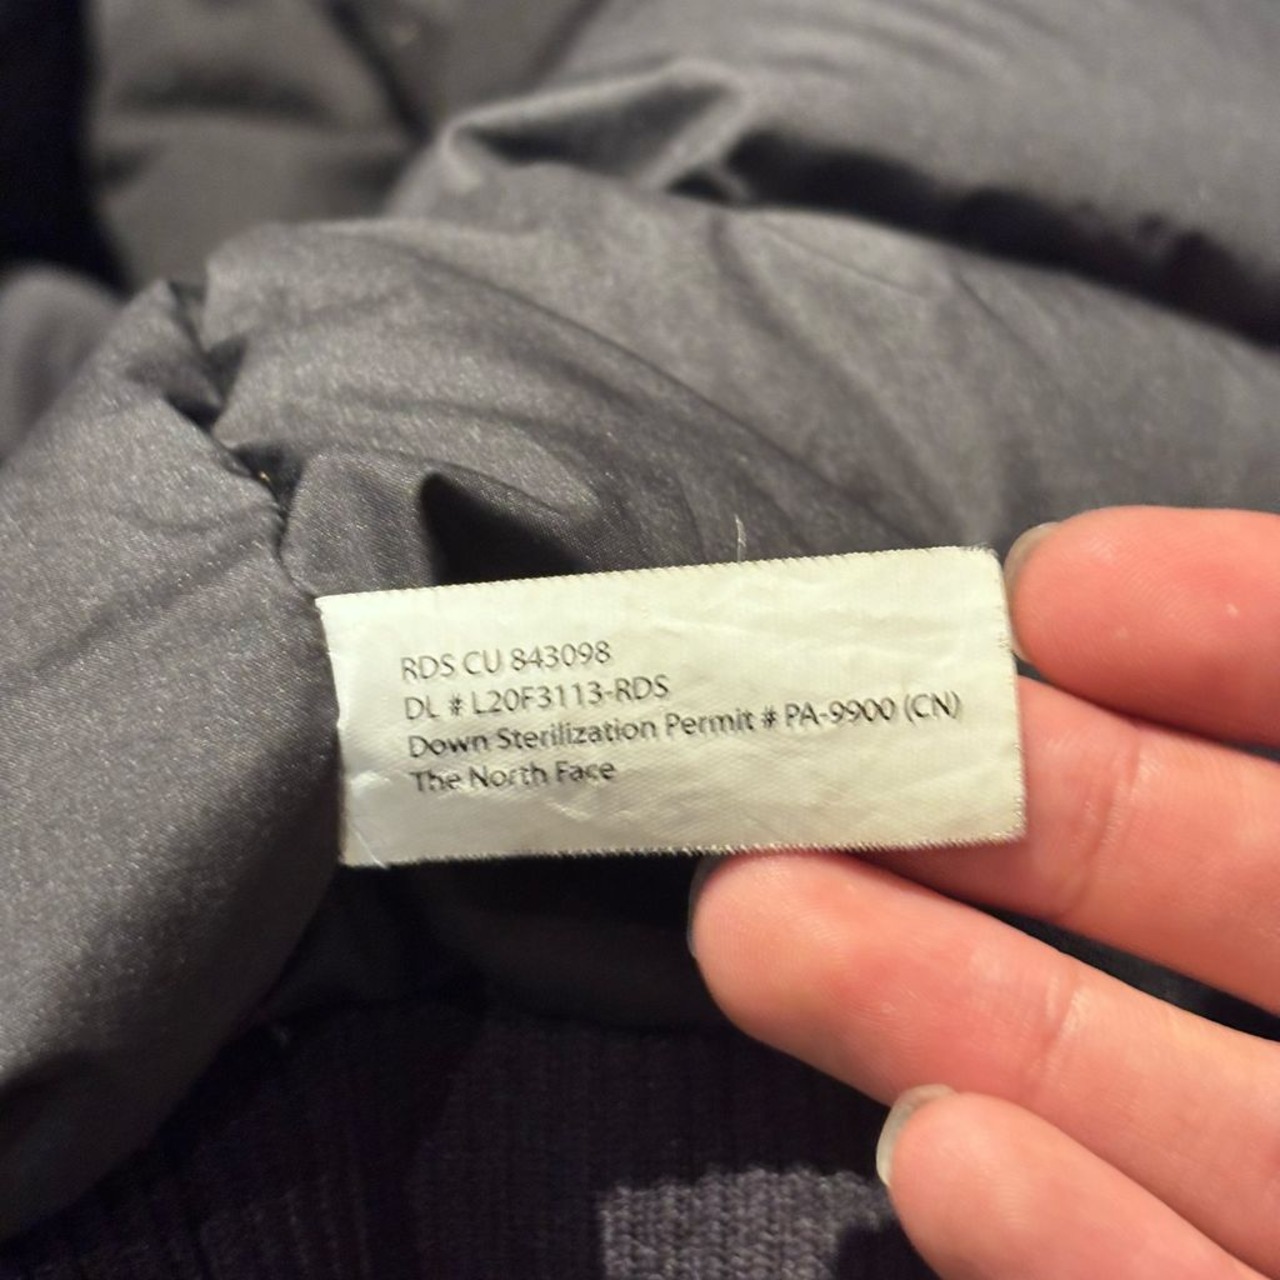 RDS CU 843098
DL # L20F3113-RDS
Down Sterilization Permit # PA-9900 (CN)
The North Face